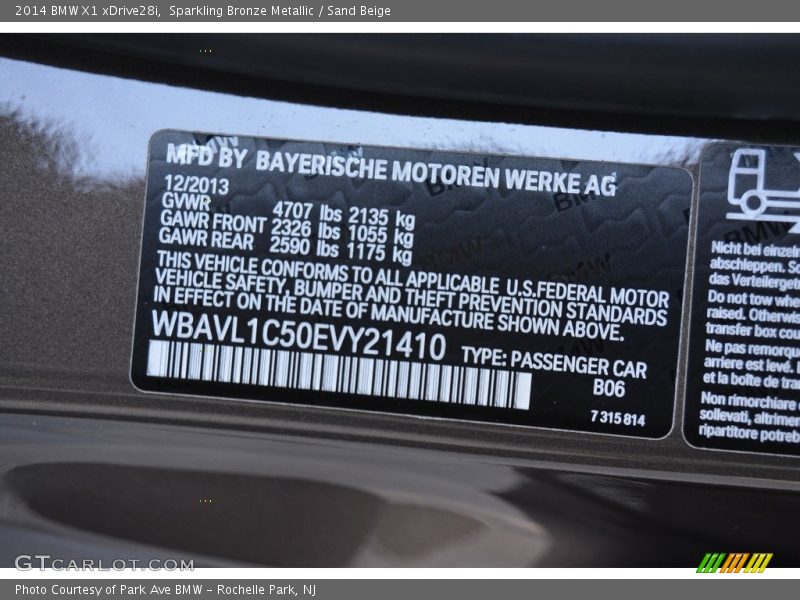 2014 BMW X1 xDrive28i, Sparkling Bronze Metallic / Sand Beige
MFD BY BAYERISCHE MOTOREN WERKE AG
12/2013
GVWR 4707 lbs 2135 kg
GAWR FRONT 2326 lbs 1055 kg
GAWR REAR 2590 lbs 1175 kg
THIS VEHICLE CONFORMS TO ALL APPLICABLE U.S.FEDERAL MOTOR
VEHICLE SAFETY, BUMPER AND THEFT PREVENTION STANDARDS
IN EFFECT ON THE DATE OF MANUFACTURE SHOWN ABOVE.
WBAVL1C50EVY21410
TYPE: PASSENGER CAR
B06
7 315 814
Nicht bei einzeln
abschleppen. So
das Verteilerget
Do not tow whe
raised. Otherwis
transfer box cou
Ne pas remorqu
arriere est levé.
et la boîte de tra
Non rimorchiare
sollevati, altrime
ripartitore potreb
GTCARLOT.COM
Photo Courtesy of Park Ave BMW - Rochelle Park, NJ